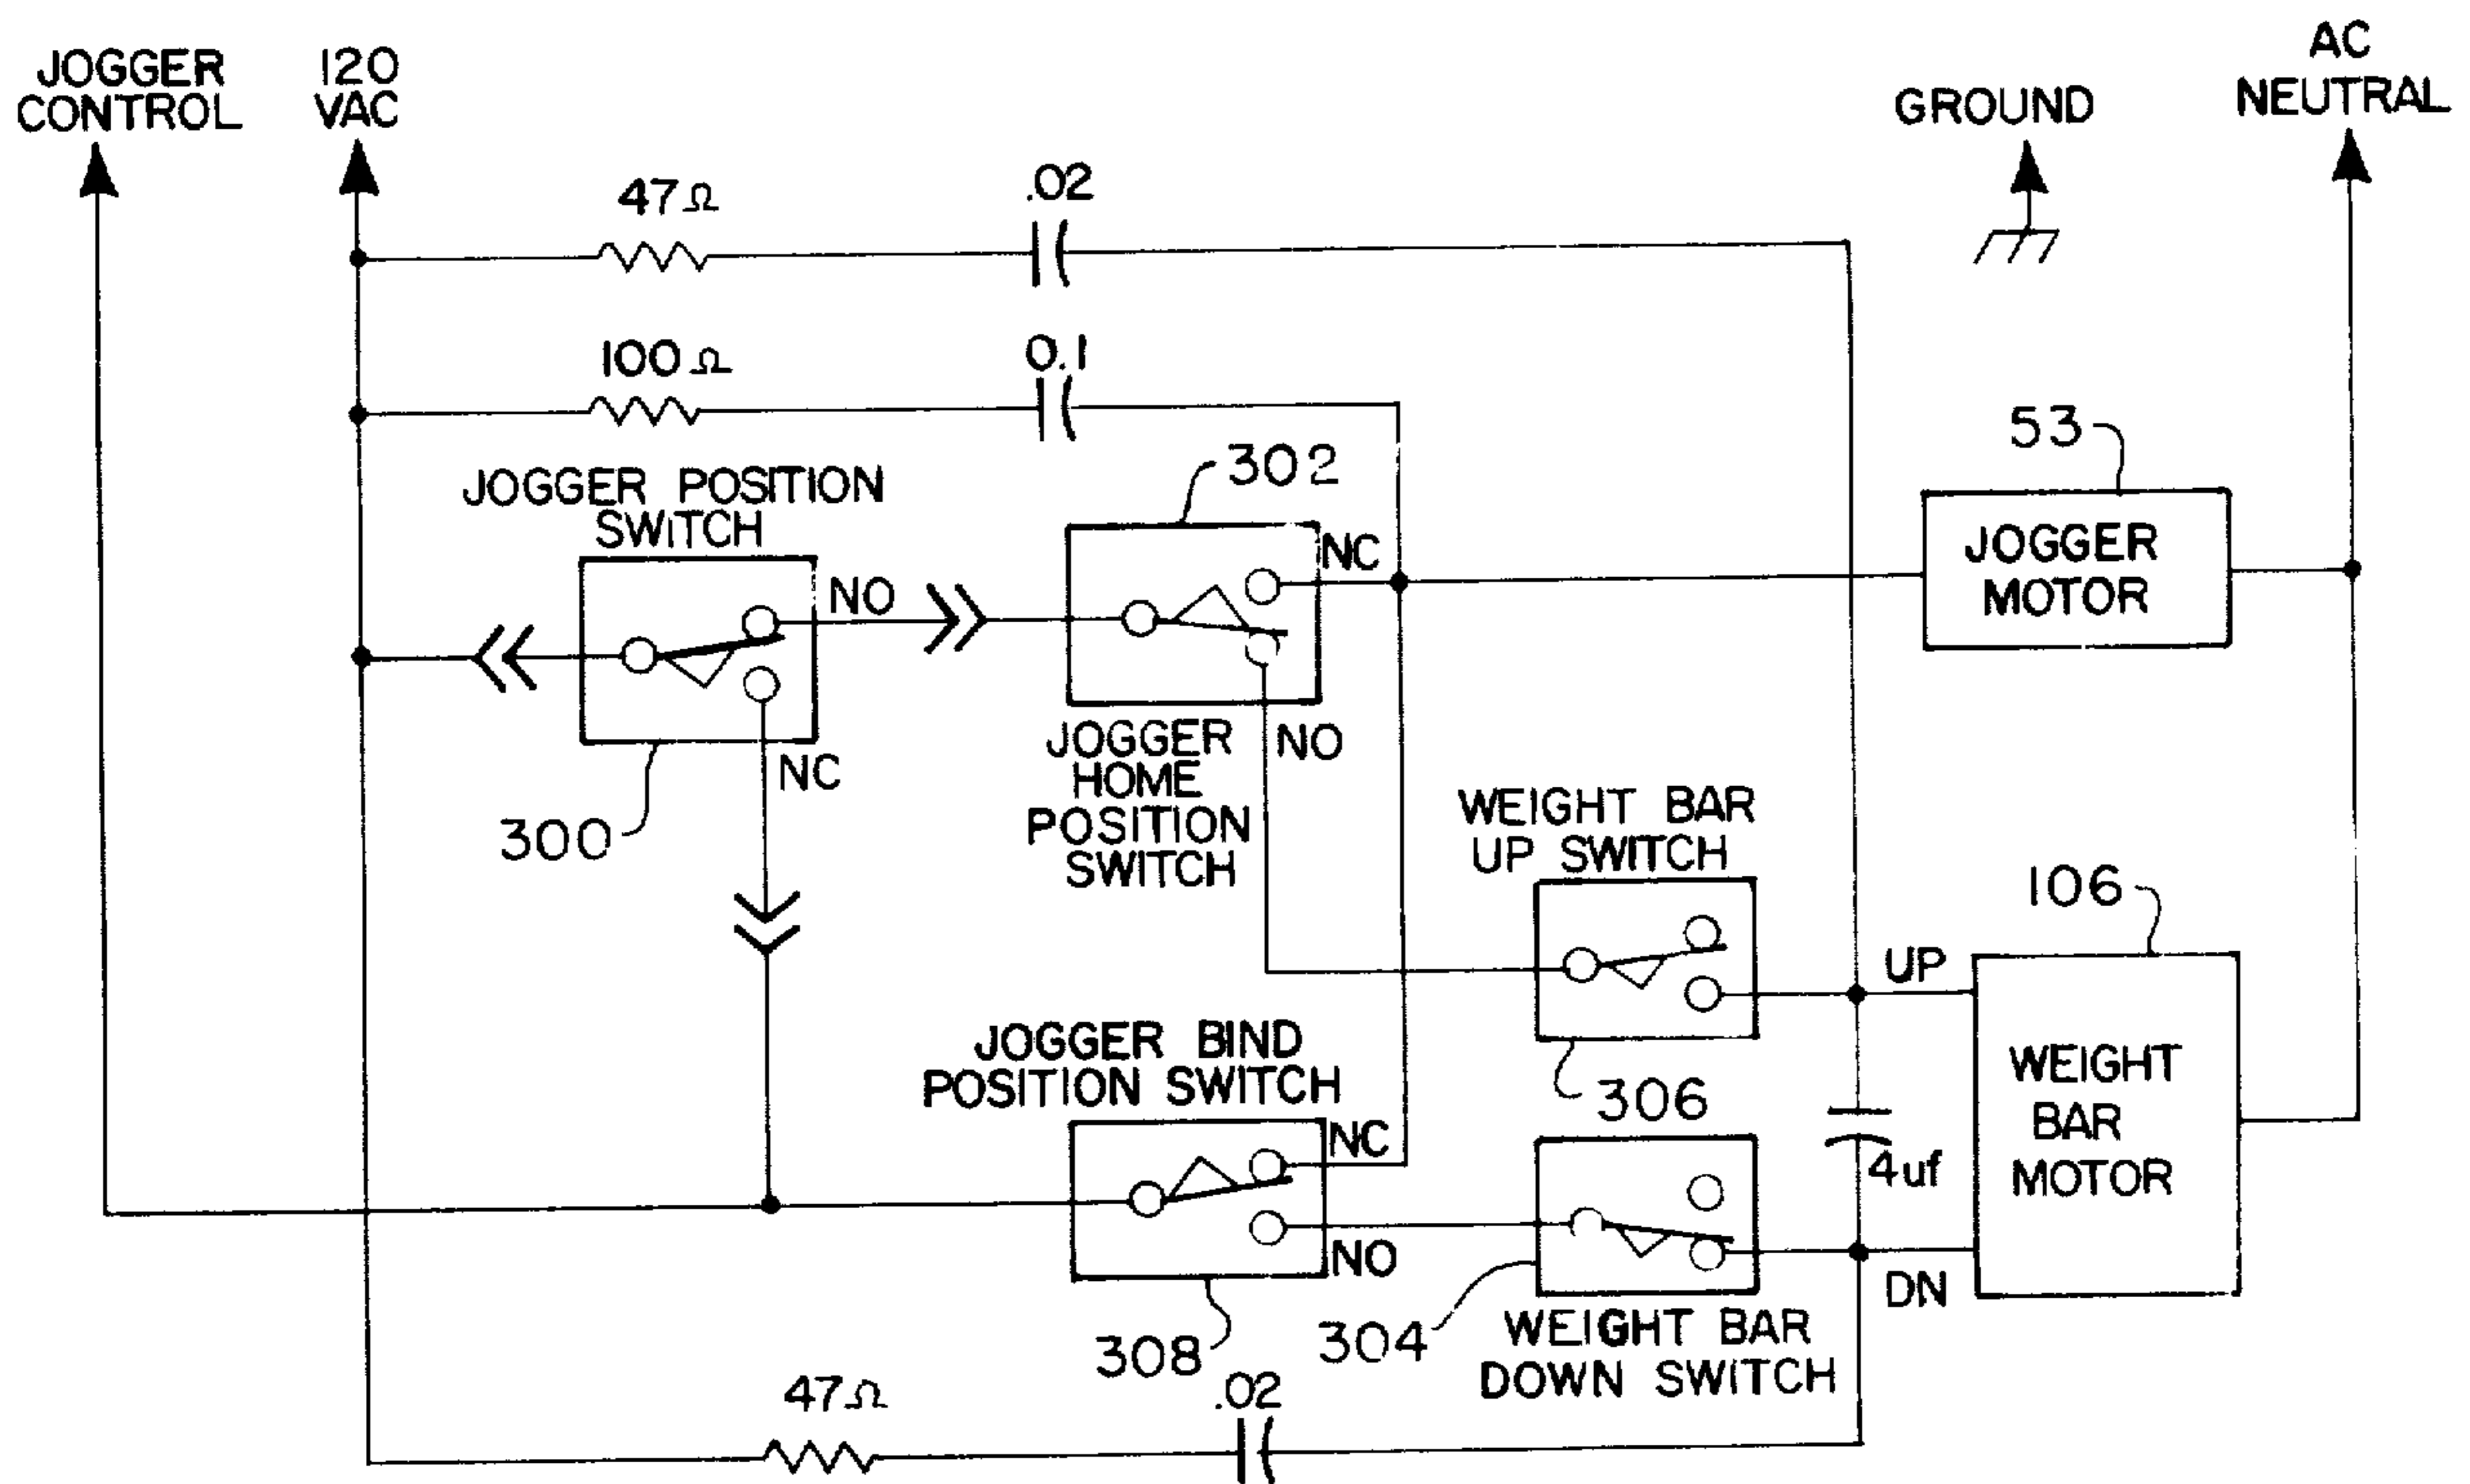 JOGGER
CONTROL
120
VAC
GROUND
AC
NEUTRAL
47Ω
.02
100Ω
0.1
53
JOGGER
MOTOR
JOGGER POSITION
SWITCH
302
NC
NO
300
NC
JOGGER
HOME
POSITION
SWITCH
NO
WEIGHT BAR
UP SWITCH
306
106
UP
WEIGHT
BAR
MOTOR
4uf
DN
JOGGER BIND
POSITION SWITCH
NC
NO
308
304
WEIGHT BAR
DOWN SWITCH
47Ω
.02